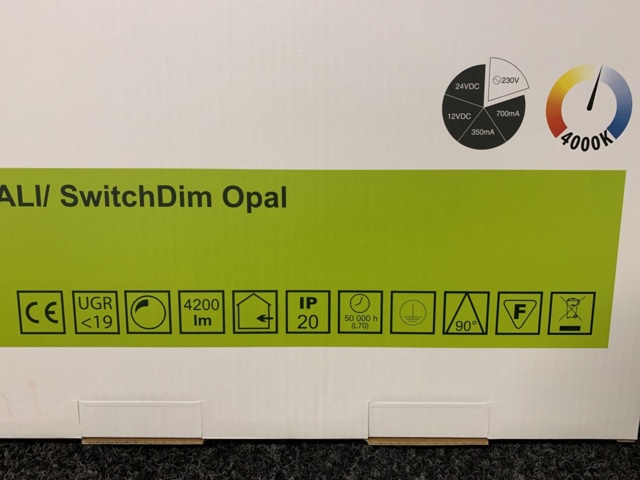 230V
24VDC
12VDC
350mA
700mA
4000K
ALI/ SwitchDim Opal
CE
UGR
<19
4200
lm
IP
20
50 000 h
(L70)
90°
F